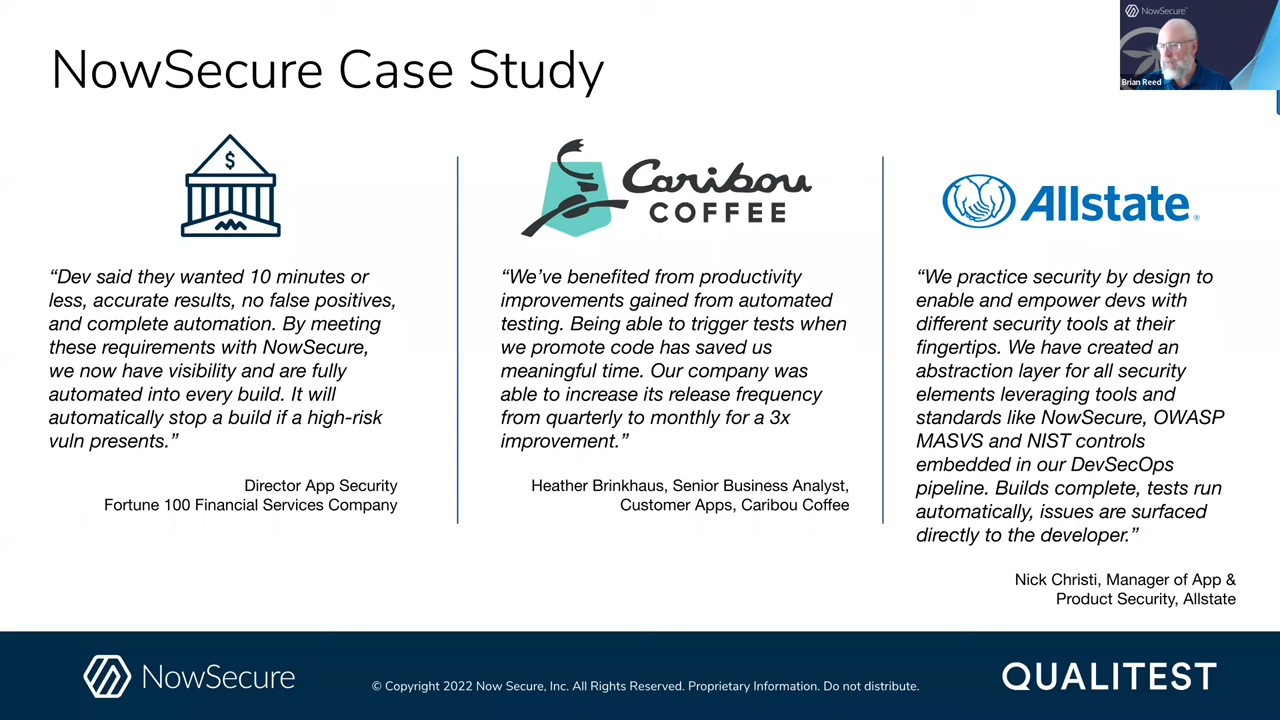 NowSecure Case Study
NowSecure
Brian Reed
$
“Dev said they wanted 10 minutes or
less, accurate results, no false positives,
and complete automation. By meeting
these requirements with NowSecure,
we now have visibility and are fully
automated into every build. It will
automatically stop a build if a high-risk
vuln presents.”
Director App Security
Fortune 100 Financial Services Company
Caribou
COFFEE
“We’ve benefited from productivity
improvements gained from automated
testing. Being able to trigger tests when
we promote code has saved us
meaningful time. Our company was
able to increase its release frequency
from quarterly to monthly for a 3x
improvement.”
Heather Brinkhaus, Senior Business Analyst,
Customer Apps, Caribou Coffee
Allstate®
“We practice security by design to
enable and empower devs with
different security tools at their
fingertips. We have created an
abstraction layer for all security
elements leveraging tools and
standards like NowSecure, OWASP
MASVS and NIST controls
embedded in our DevSecOps
pipeline. Builds complete, tests run
automatically, issues are surfaced
directly to the developer.”
Nick Christi, Manager of App &
Product Security, Allstate
NowSecure
© Copyright 2022 Now Secure, Inc. All Rights Reserved. Proprietary Information. Do not distribute.
QUALITEST